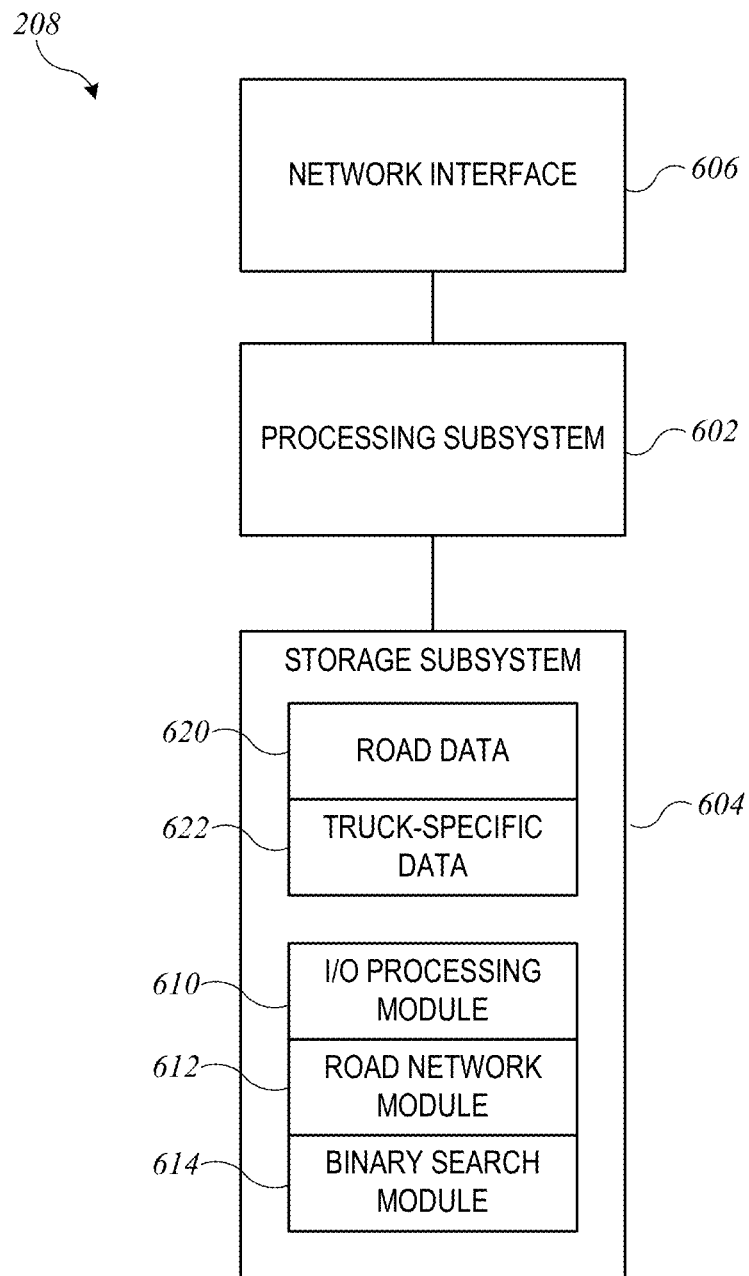 208
NETWORK INTERFACE
606
PROCESSING SUBSYSTEM
602
STORAGE SUBSYSTEM
620
ROAD DATA
622
TRUCK-SPECIFIC
DATA
604
610
I/O PROCESSING
MODULE
612
ROAD NETWORK
MODULE
614
BINARY SEARCH
MODULE